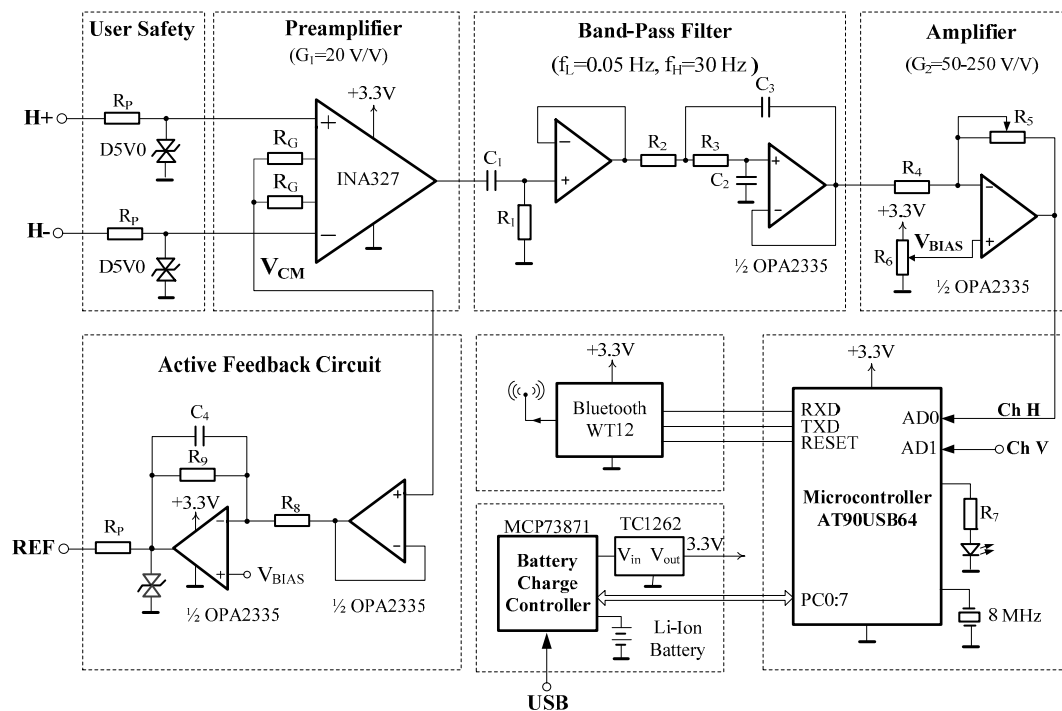 User Safety
Preamplifier
(G₁=20 V/V)
Band-Pass Filter
(fL=0.05 Hz, fH=30 Hz)
Amplifier
(G₂=50-250 V/V)
H+
RP
D5V0
H-
RP
D5V0
+3.3V
RG
RG
+
INA327
−
VCM
C₁
R₁
−
+
R₂
R₃
C₃
C₂
+
−
½ OPA2335
R₄
R₅
+3.3V
R₆
VBIAS
−
+
½ OPA2335
Active Feedback Circuit
C₄
R₉
+3.3V
R₈
RP
REF
−
+
VBIAS
½ OPA2335
+
−
½ OPA2335
+3.3V
Bluetooth
WT12
MCP73871
Battery
Charge
Controller
TC1262
Vin Vout
3.3V
Li-Ion
Battery
USB
+3.3V
RXD
TXD
RESET
AD0
AD1
Ch H
Ch V
Microcontroller
AT90USB64
R₇
PC0:7
8 MHz